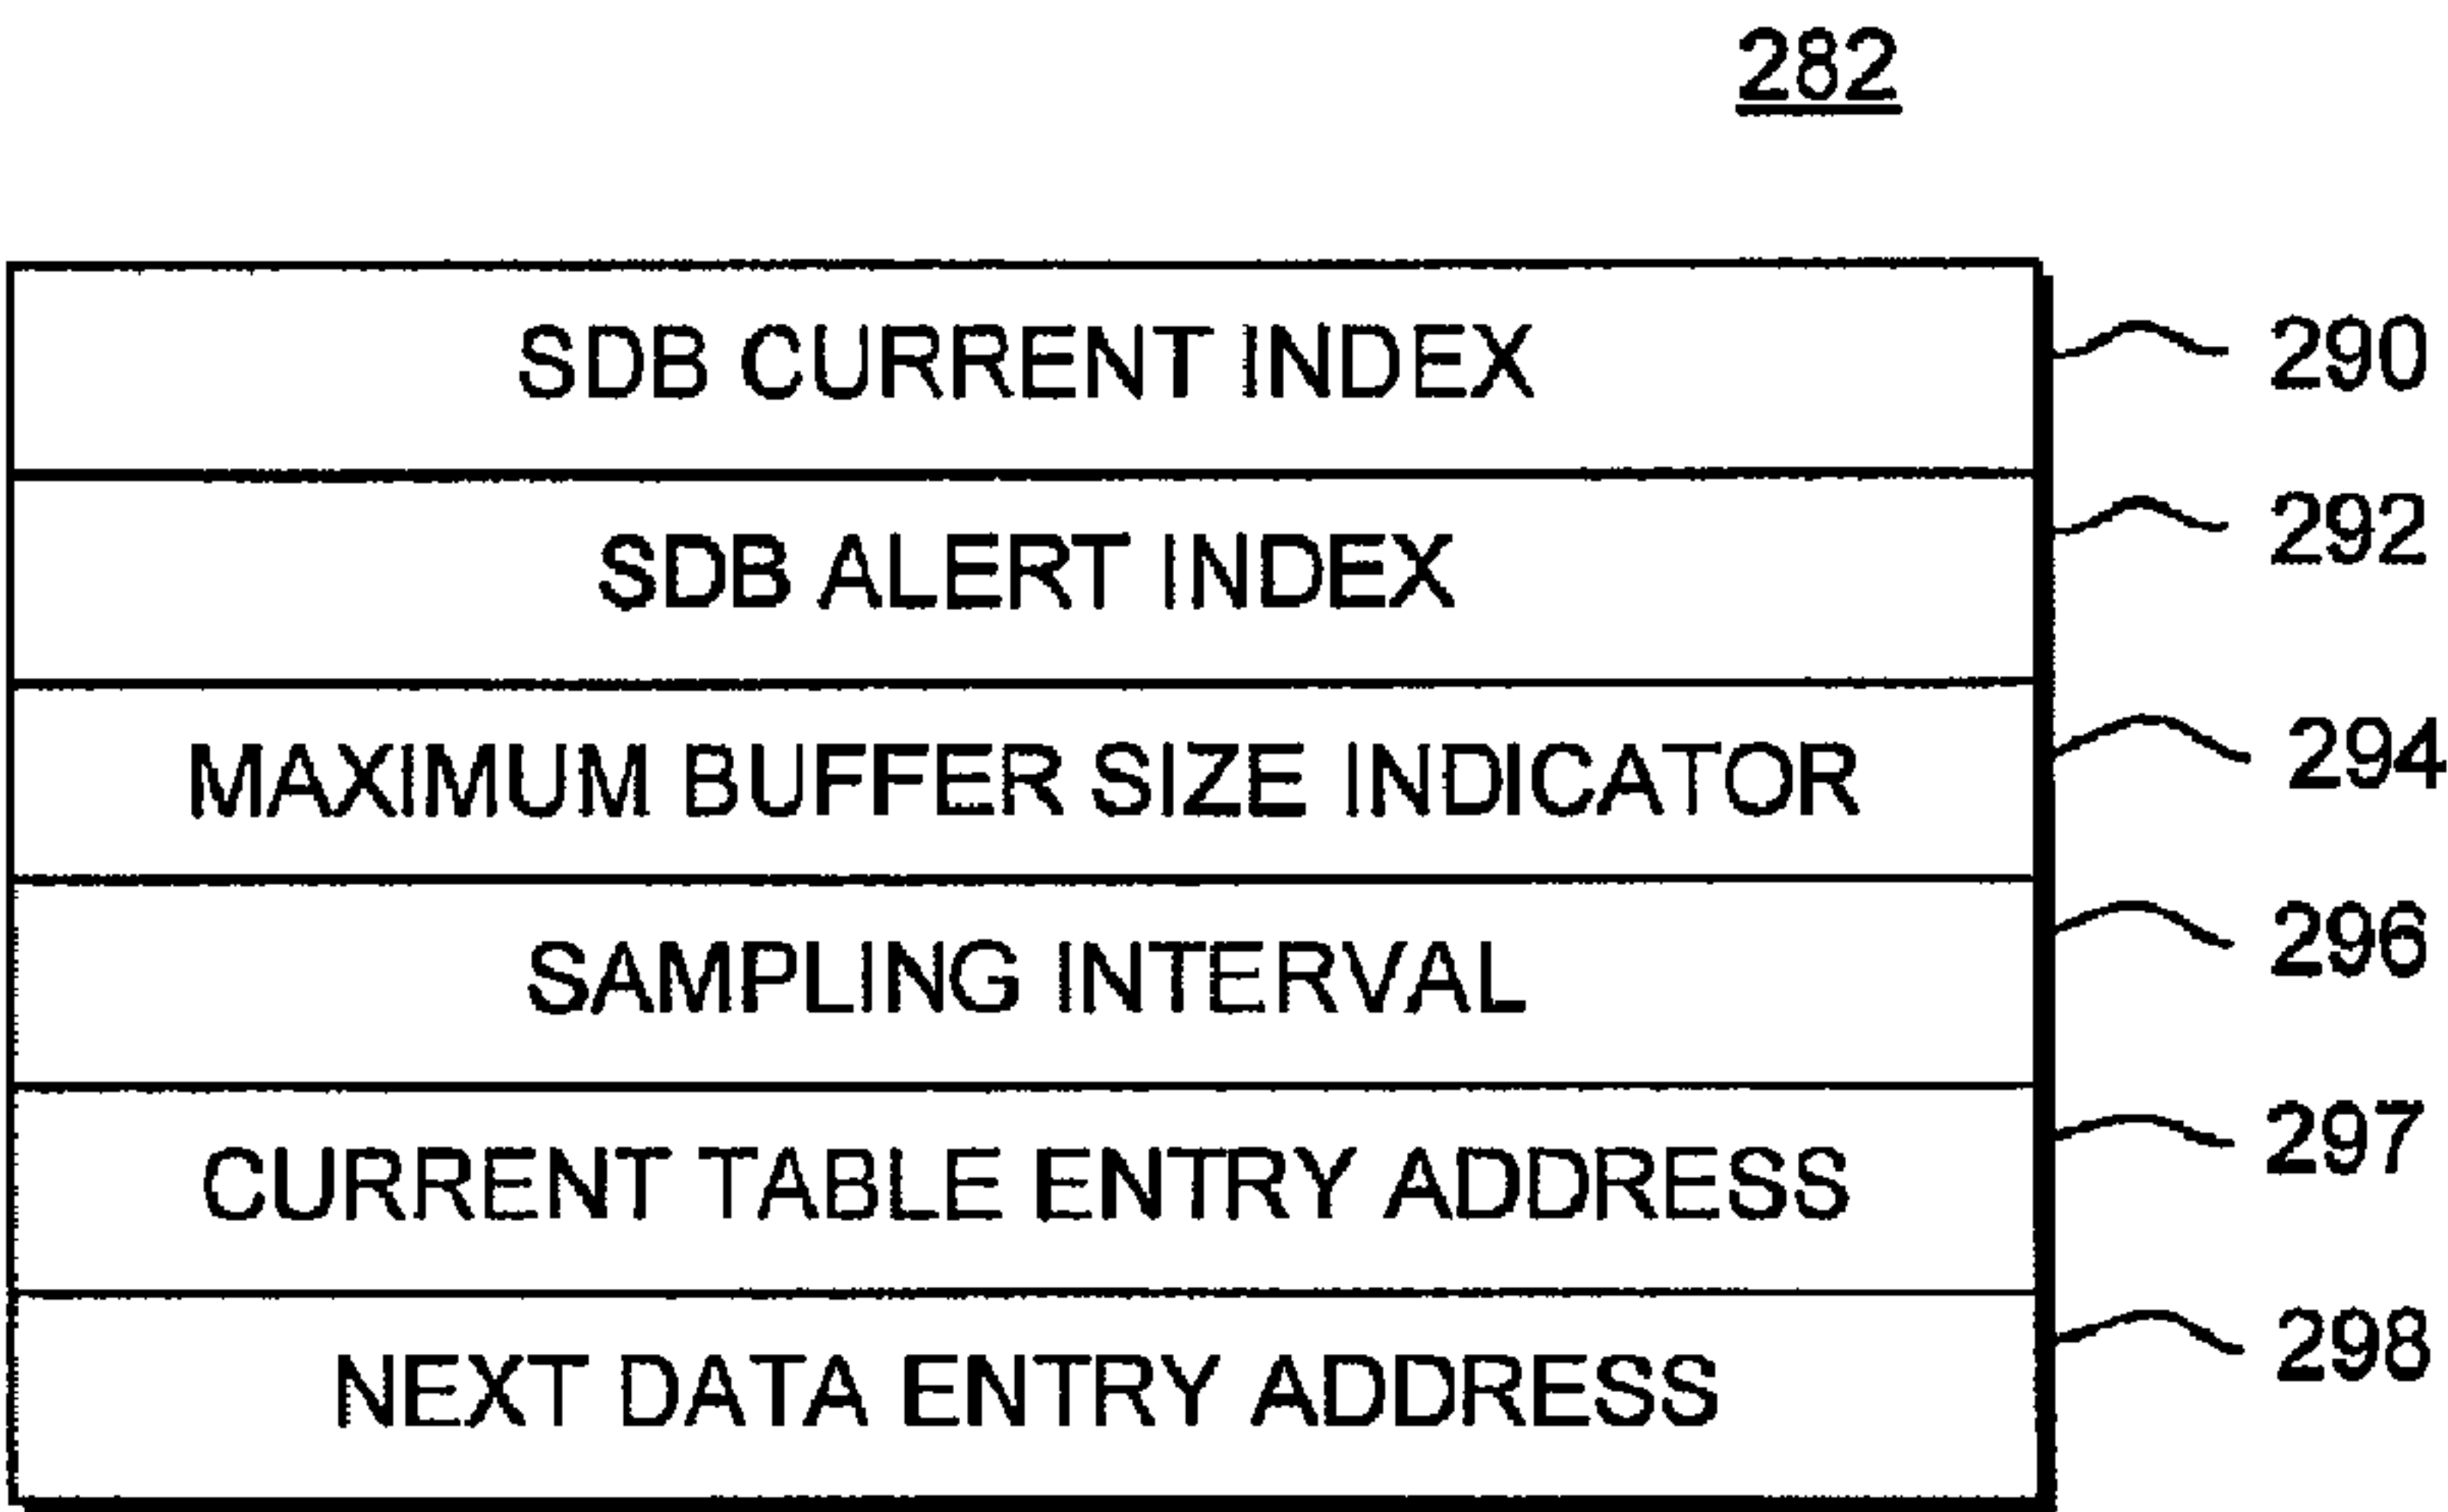 282
SDB CURRENT INDEX 290
SDB ALERT INDEX 292
MAXIMUM BUFFER SIZE INDICATOR 294
SAMPLING INTERVAL 296
CURRENT TABLE ENTRY ADDRESS 297
NEXT DATA ENTRY ADDRESS 298